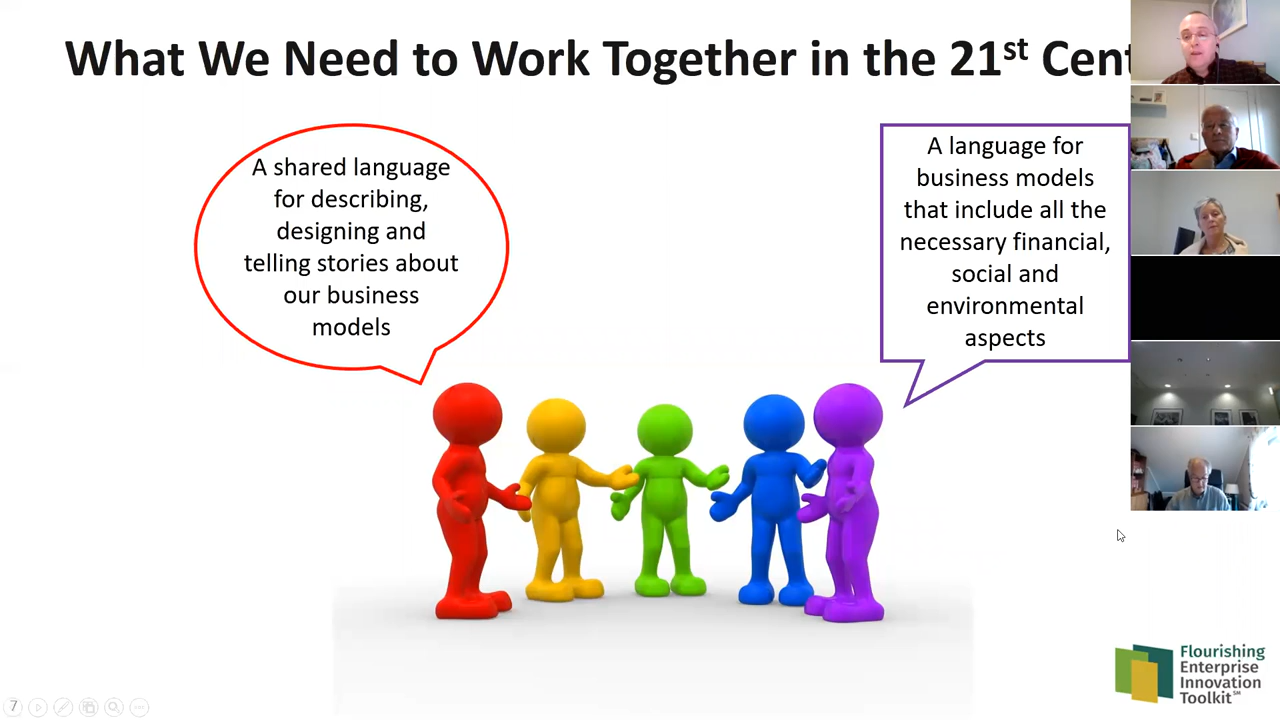 What We Need to Work Together in the 21st Cent
A shared language
for describing,
designing and
telling stories about
our business
models
A language for
business models
that include all the
necessary financial,
social and
environmental
aspects
Flourishing
Enterprise
Innovation
Toolkit℠
7